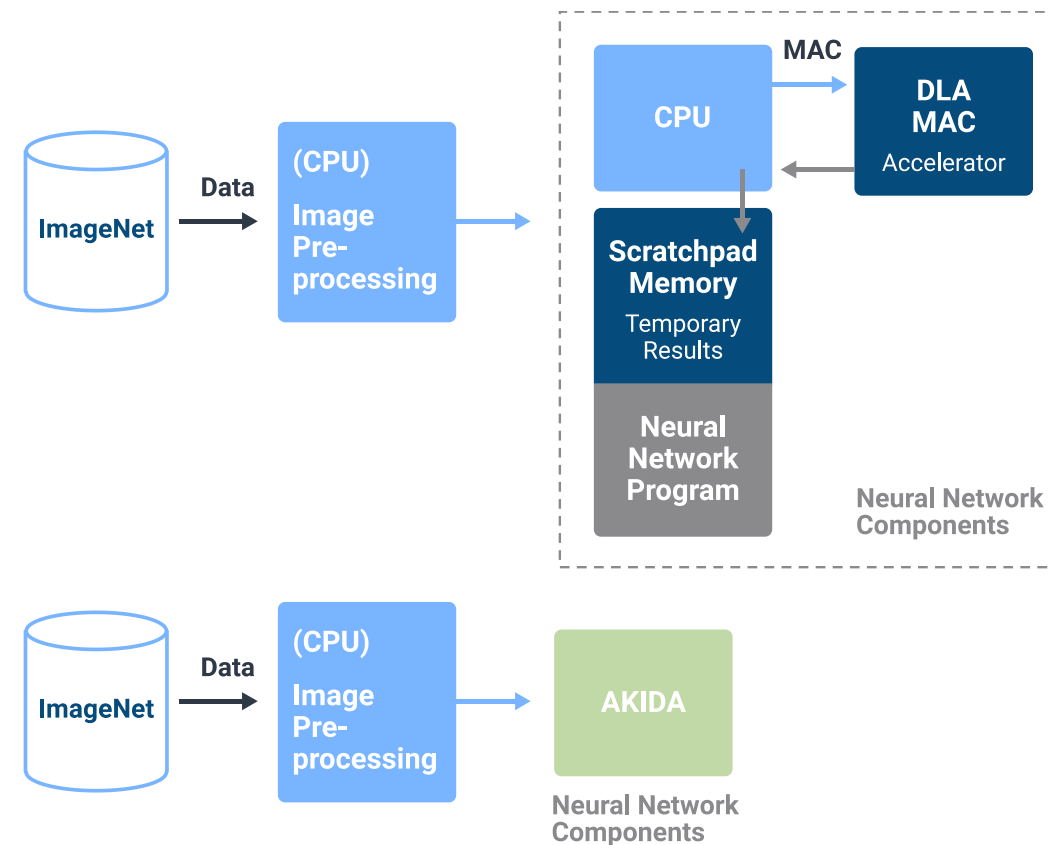 ImageNet
Data
(CPU)
Image
Pre-
processing
CPU
MAC
DLA
MAC
Accelerator
Scratchpad
Memory
Temporary
Results
Neural
Network
Program
Neural Network
Components
ImageNet
Data
(CPU)
Image
Pre-
processing
AKIDA
Neural Network
Components